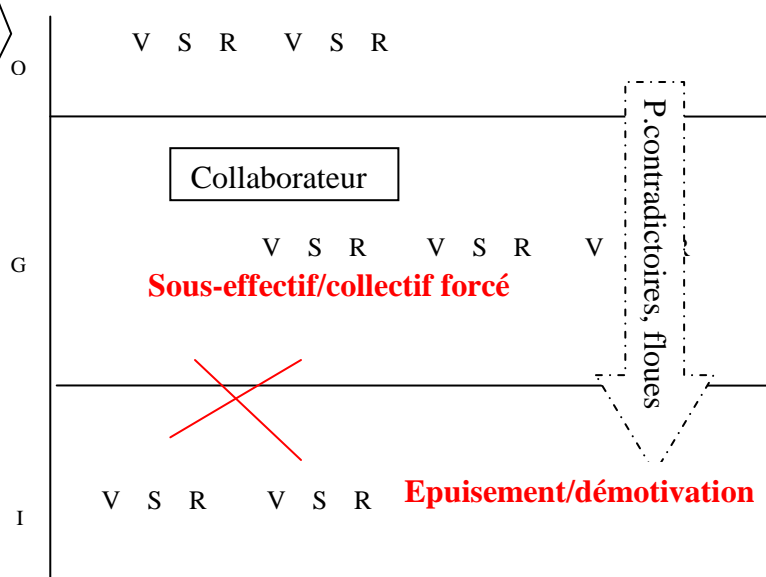 V S R V S R
O
P.contradictoires, floues
Collaborateur
V S R V S R V
G
Sous-effectif/collectif forcé
Epuisement/démotivation
V S R V S R
I